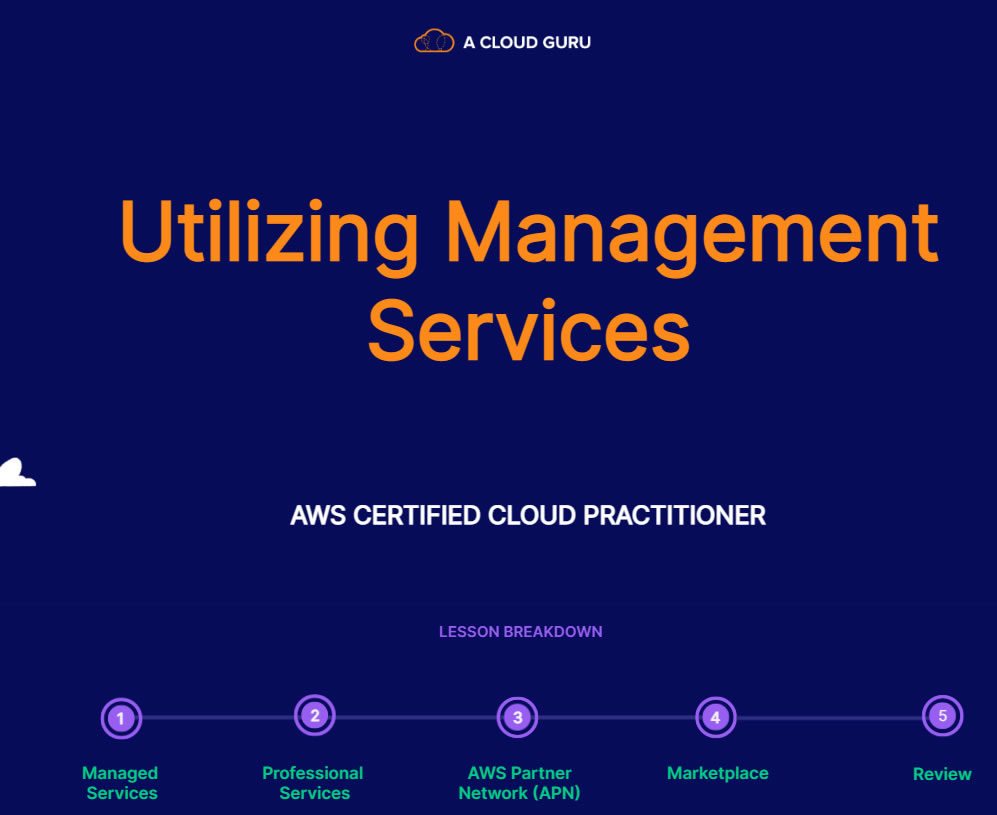 A CLOUD GURU
Utilizing Management
Services
AWS CERTIFIED CLOUD PRACTITIONER
LESSON BREAKDOWN
1
2
3
4
5
Managed
Services
Professional
Services
AWS Partner
Network (APN)
Marketplace
Review